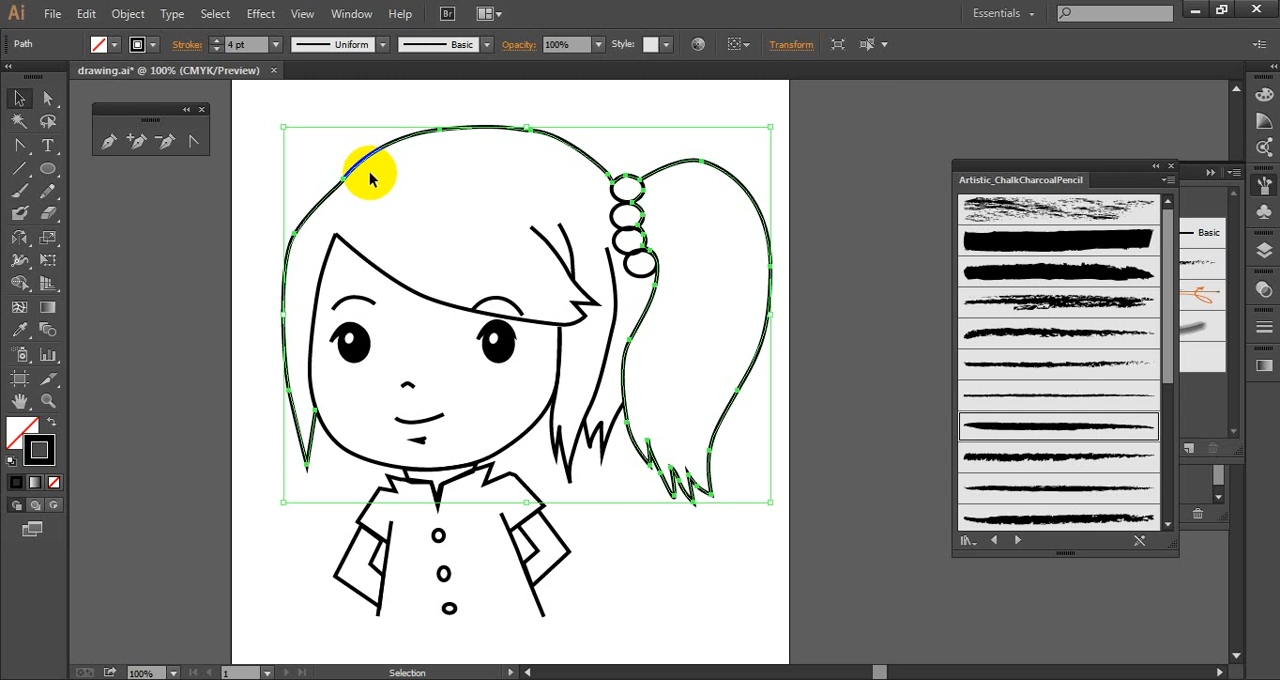 Ai File Edit Object Type Select Effect View Window Help Br Essentials
Path Stroke: 4 pt Uniform Basic Opacity: 100% Style: Transform
drawing.ai* @ 100% (CMYK/Preview)
T
Artistic_ChalkCharcoalPencil
Basic
100% 1 Selection